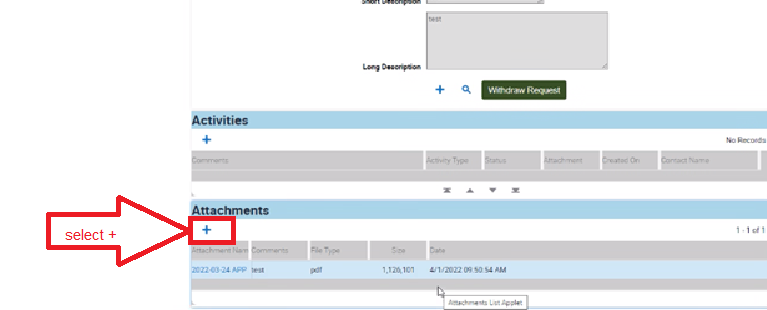 Short Description
test
Long Description
+ Withdraw Request
Activities
+ No Records
Comments Activity Type Status Attachment Created On Contact Name
Attachments
select + + 1 - 1 of 1
Attachment Nam Comments File Type Size Date
2022-03-24 APP test pdf 1,126,101 4/1/2022 09:50:54 AM
Attachments List Applet